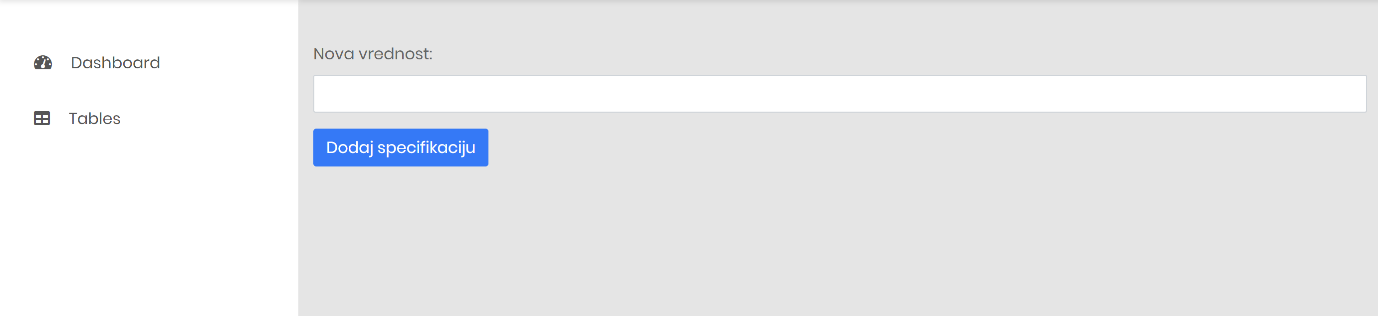 Dashboard
Tables
Nova vrednost:
Dodaj specifikaciju